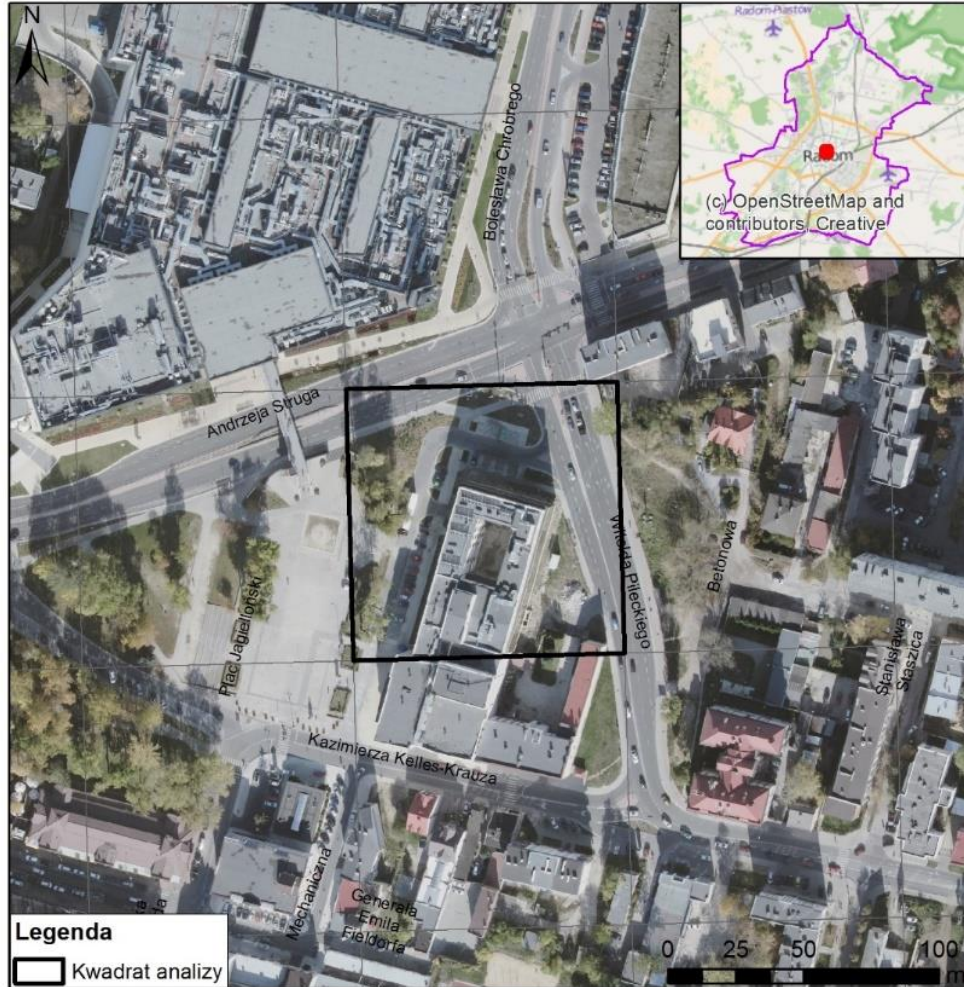 N
Radom-Piastów
Radom
(c) OpenStreetMap and
contributors, Creative
Bolesława Chrobrego
Andrzeja Struga
Witolda Pileckiego
Betonowa
Plac Jagielloński
Stanisława
Staszica
Kazimierza Kelles-Krauza
Mechaniczna
Generała
Emila
Fieldorfa
Legenda
Kwadrat analizy
0 25 50 100
m